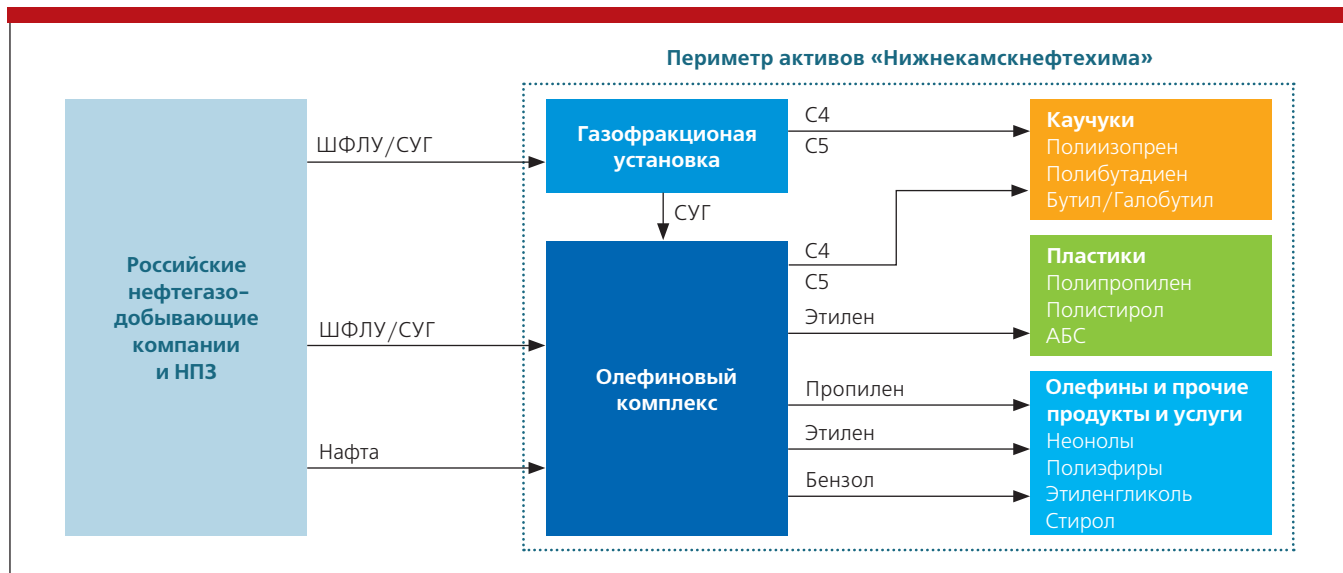 Периметр активов «Нижнекамскнефтехима»
Российские
нефтегазо-
добывающие
компании
и НПЗ
ШФЛУ/СУГ
ШФЛУ/СУГ
Нафта
Газофракционая
установка
СУГ
Олефиновый
комплекс
С4
С5
С4
С5
Этилен
Пропилен
Этилен
Бензол
Каучуки
Полиизопрен
Полибутадиен
Бутил/Галобутил
Пластики
Полипропилен
Полистирол
АБС
Олефины и прочие
продукты и услуги
Неонолы
Полиэфиры
Этиленгликоль
Стирол